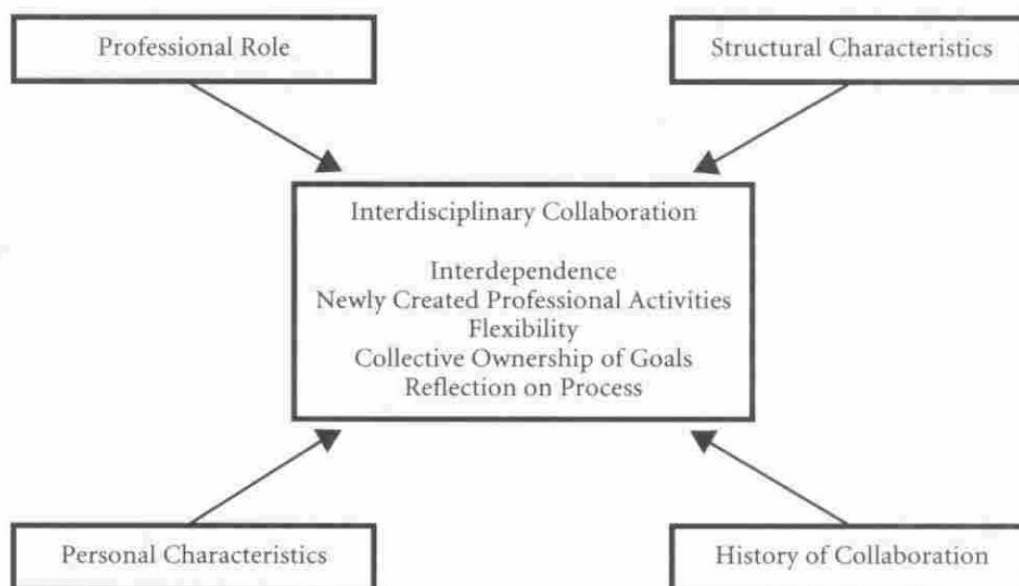 Professional Role
Structural Characteristics
Interdisciplinary Collaboration
Interdependence
Newly Created Professional Activities
Flexibility
Collective Ownership of Goals
Reflection on Process
Personal Characteristics
History of Collaboration